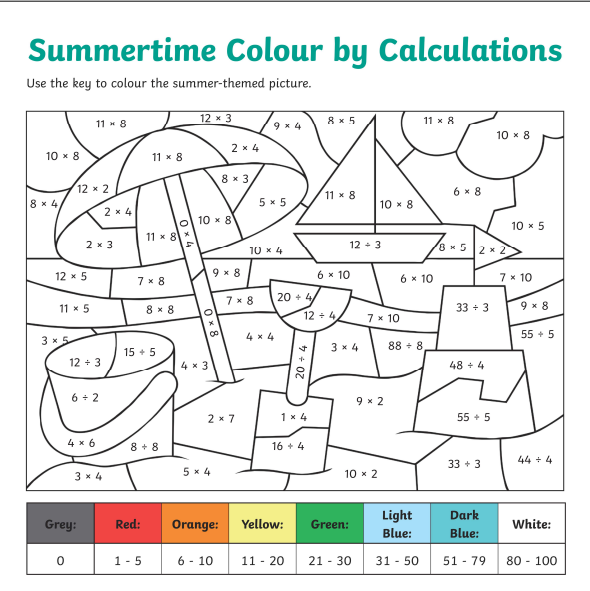 Summertime Colour by Calculations
Use the key to colour the summer-themed picture.
11 × 8
12 × 3
9 × 4
8 × 5
11 × 8
10 × 8
10 × 8
11 × 8
2 × 4
12 × 2
8 × 3
11 × 8
10 × 8
6 × 8
8 × 4
2 × 4
5 × 5
10 × 8
0 × 4
11 × 8
10 × 5
2 × 3
10 × 4
12 ÷ 3
8 × 5
2 × 2
12 × 5
7 × 8
9 × 8
6 × 10
6 × 10
7 × 10
11 × 5
8 × 8
7 × 8
20 ÷ 4
12 ÷ 4
7 × 10
33 ÷ 3
9 × 8
0 × 8
3 × 5
15 ÷ 5
12 ÷ 3
4 × 4
3 × 4
88 ÷ 8
55 ÷ 5
4 × 3
20 ÷ 4
48 ÷ 4
6 ÷ 2
2 × 7
1 × 4
9 × 2
55 ÷ 5
4 × 6
8 ÷ 8
16 ÷ 4
3 × 4
5 × 4
10 × 2
33 ÷ 3
44 ÷ 4
Grey: Red: Orange: Yellow: Green: Light Blue: Dark Blue: White:
0 1 - 5 6 - 10 11 - 20 21 - 30 31 - 50 51 - 79 80 - 100